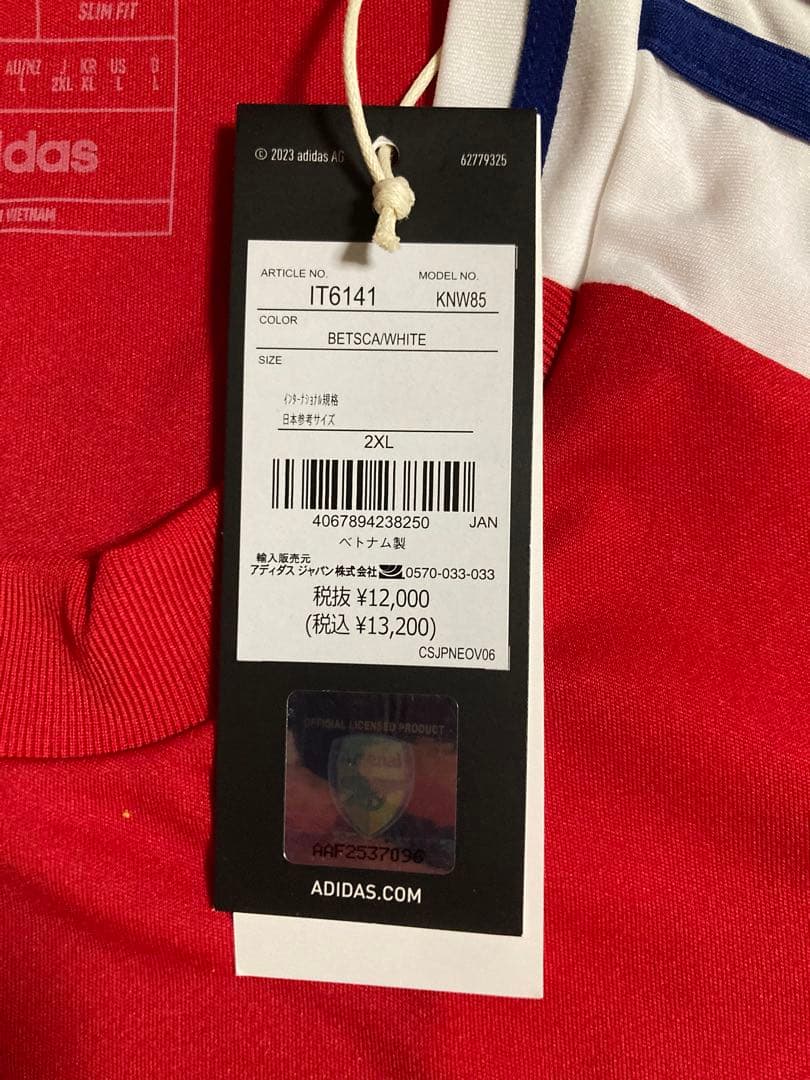 SLIM FIT
AU/NZ J KR US D
L 2XL XL L L
das
VIETNAM
© 2023 adidas AG 62779325
ARTICLE NO. MODEL NO.
IT6141 KNW85
COLOR
BETSCA/WHITE
SIZE
インターナショナル規格
日本参考サイズ
2XL
4067894238250 JAN
ベトナム製
輸入販売元
アディダス ジャパン株式会社 0570-033-033
税抜 ¥12,000
(税込 ¥13,200)
CSJPNEOV06
OFFICIAL LICENSED PRODUCT
Arsenal
AAF2537096
ADIDAS.COM